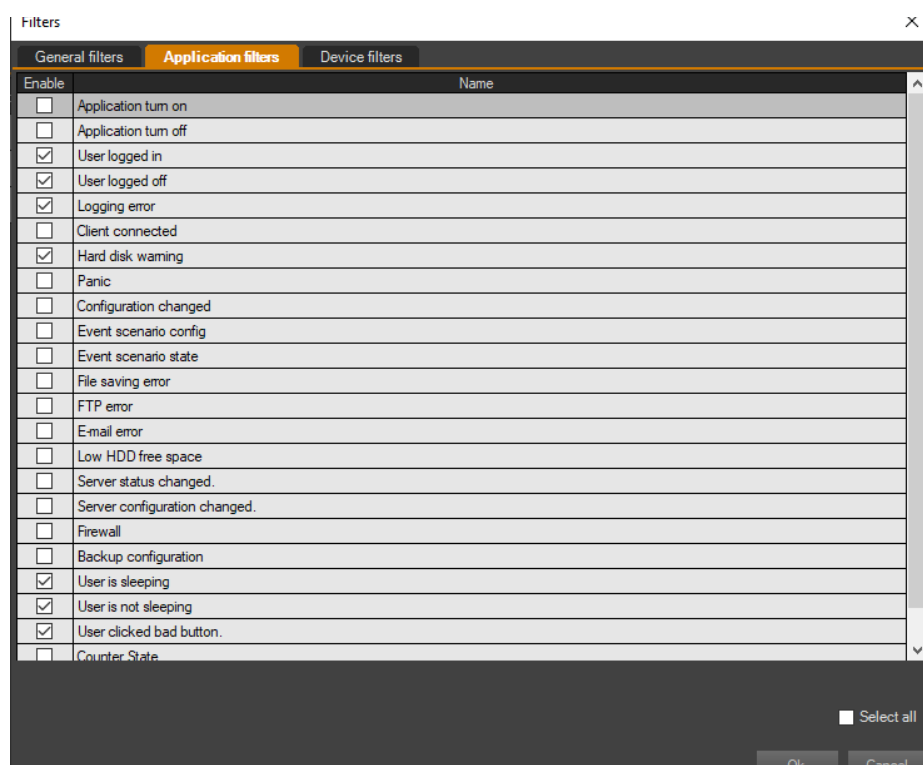 Filters
General filters Application filters Device filters
Enable Name
Application turn on
Application turn off
User logged in
User logged off
Logging error
Client connected
Hard disk warning
Panic
Configuration changed
Event scenario config
Event scenario state
File saving error
FTP error
E-mail error
Low HDD free space
Server status changed.
Server configuration changed.
Firewall
Backup configuration
User is sleeping
User is not sleeping
User clicked bad button.
Counter State
Select all
Ok Cancel